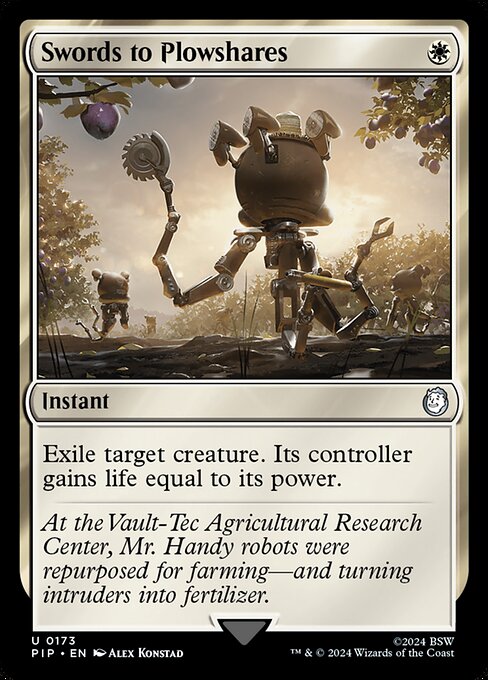 Swords to Plowshares
Instant
Exile target creature. Its controller
gains life equal to its power.
At the Vault-Tec Agricultural Research
Center, Mr. Handy robots were
repurposed for farming—and turning
intruders into fertilizer.
U 0173
PIP • EN Alex Konstad
©2024 BSW
™ & © 2024 Wizards of the Coast